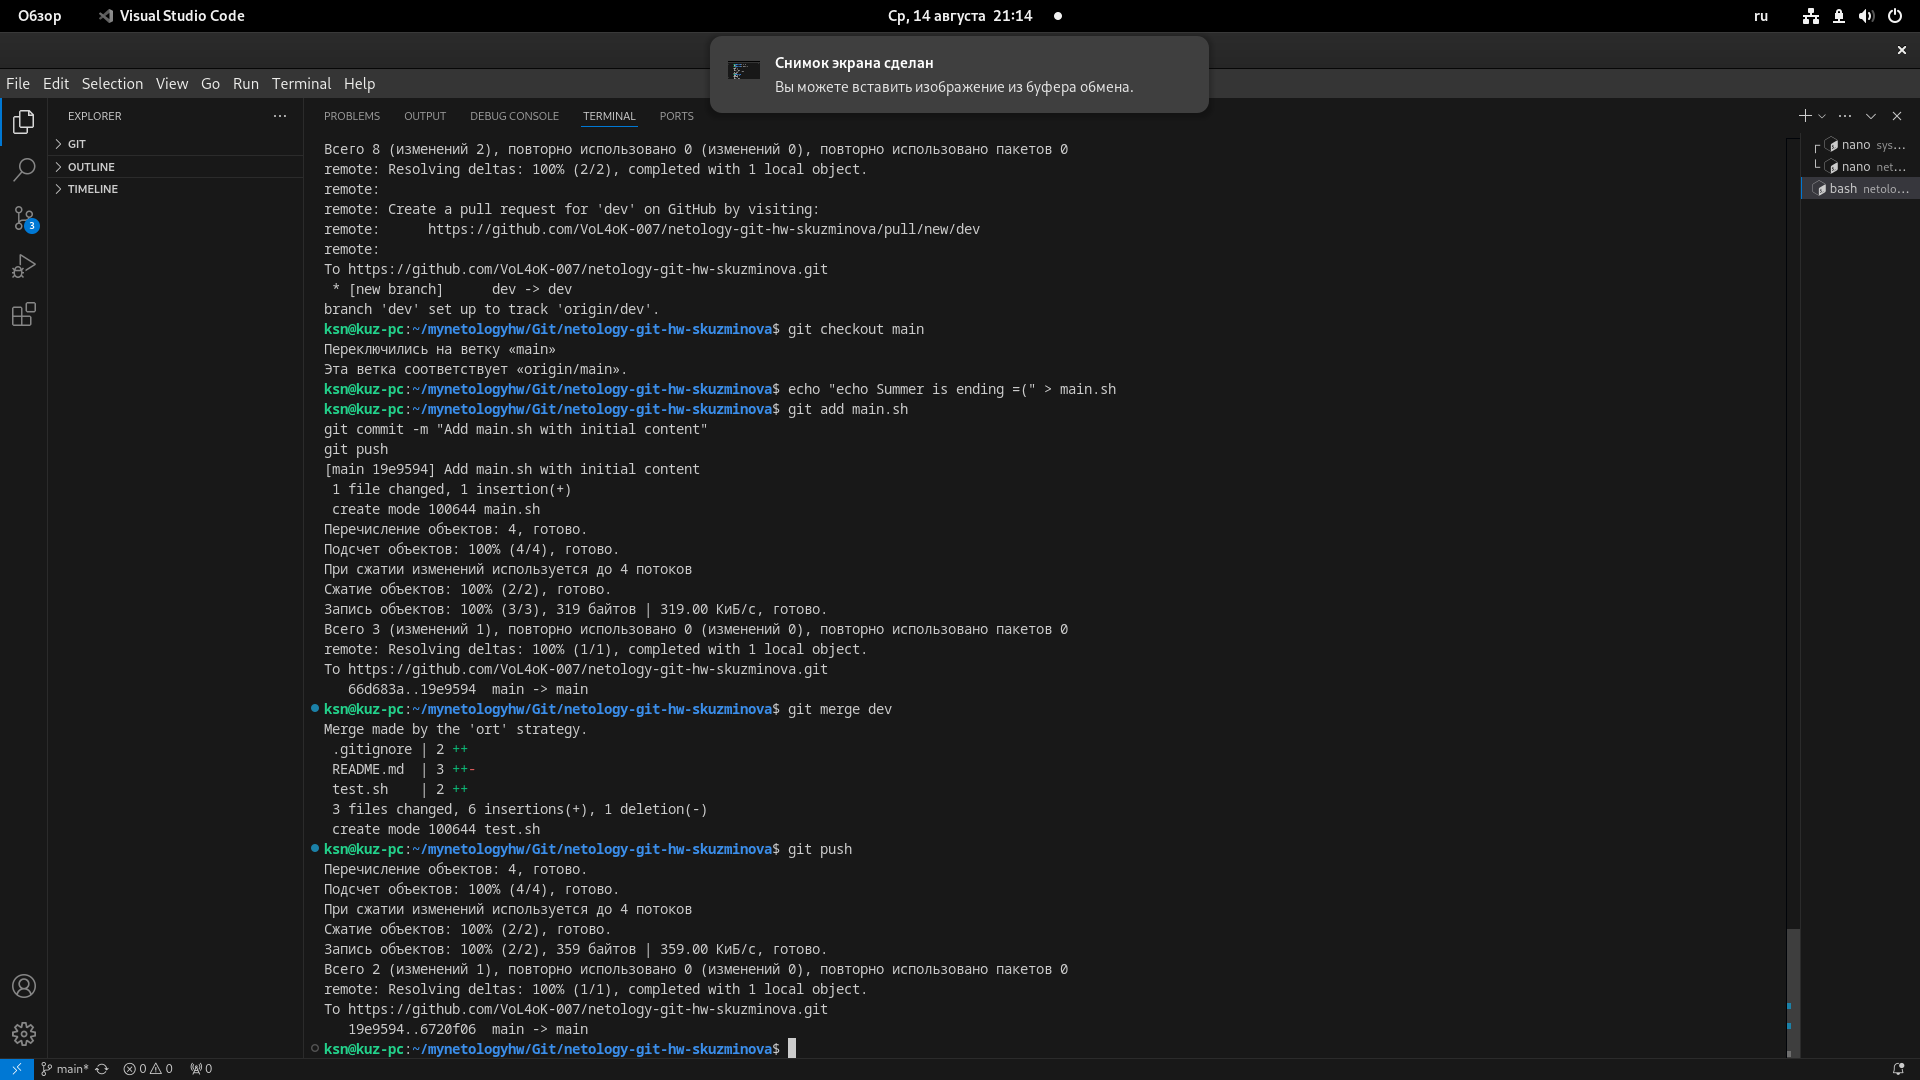 Обзор
Visual Studio Code
Ср, 14 августа 21:14
ru
Снимок экрана сделан
Вы можете вставить изображение из буфера обмена.
File Edit Selection View Go Run Terminal Help
EXPLORER
GIT
OUTLINE
TIMELINE
3
PROBLEMS OUTPUT DEBUG CONSOLE TERMINAL PORTS
Всего 8 (изменений 2), повторно использовано 0 (изменений 0), повторно использовано пакетов 0
remote: Resolving deltas: 100% (2/2), completed with 1 local object.
remote:
remote: Create a pull request for 'dev' on GitHub by visiting:
remote:      https://github.com/VoL4oK-007/netology-git-hw-skuzminova/pull/new/dev
remote:
To https://github.com/VoL4oK-007/netology-git-hw-skuzminova.git
 * [new branch]      dev -> dev
branch 'dev' set up to track 'origin/dev'.
ksn@kuz-pc:~/mynetologyhw/Git/netology-git-hw-skuzminova$ git checkout main
Переключились на ветку «main»
Эта ветка соответствует «origin/main».
ksn@kuz-pc:~/mynetologyhw/Git/netology-git-hw-skuzminova$ echo "echo Summer is ending =(" > main.sh
ksn@kuz-pc:~/mynetologyhw/Git/netology-git-hw-skuzminova$ git add main.sh
git commit -m "Add main.sh with initial content"
git push
[main 19e9594] Add main.sh with initial content
 1 file changed, 1 insertion(+)
 create mode 100644 main.sh
Перечисление объектов: 4, готово.
Подсчет объектов: 100% (4/4), готово.
При сжатии изменений используется до 4 потоков
Сжатие объектов: 100% (2/2), готово.
Запись объектов: 100% (3/3), 319 байтов | 319.00 КиБ/с, готово.
Всего 3 (изменений 1), повторно использовано 0 (изменений 0), повторно использовано пакетов 0
remote: Resolving deltas: 100% (1/1), completed with 1 local object.
To https://github.com/VoL4oK-007/netology-git-hw-skuzminova.git
   66d683a..19e9594  main -> main
ksn@kuz-pc:~/mynetologyhw/Git/netology-git-hw-skuzminova$ git merge dev
Merge made by the 'ort' strategy.
 .gitignore | 2 ++
 README.md  | 3 ++-
 test.sh    | 2 ++
 3 files changed, 6 insertions(+), 1 deletion(-)
 create mode 100644 test.sh
ksn@kuz-pc:~/mynetologyhw/Git/netology-git-hw-skuzminova$ git push
Перечисление объектов: 4, готово.
Подсчет объектов: 100% (4/4), готово.
При сжатии изменений используется до 4 потоков
Сжатие объектов: 100% (2/2), готово.
Запись объектов: 100% (2/2), 359 байтов | 359.00 КиБ/с, готово.
Всего 2 (изменений 1), повторно использовано 0 (изменений 0), повторно использовано пакетов 0
remote: Resolving deltas: 100% (1/1), completed with 1 local object.
To https://github.com/VoL4oK-007/netology-git-hw-skuzminova.git
   19e9594..6720f06  main -> main
ksn@kuz-pc:~/mynetologyhw/Git/netology-git-hw-skuzminova$
nano sys...
nano net...
bash netolo...
main* 0 0 0